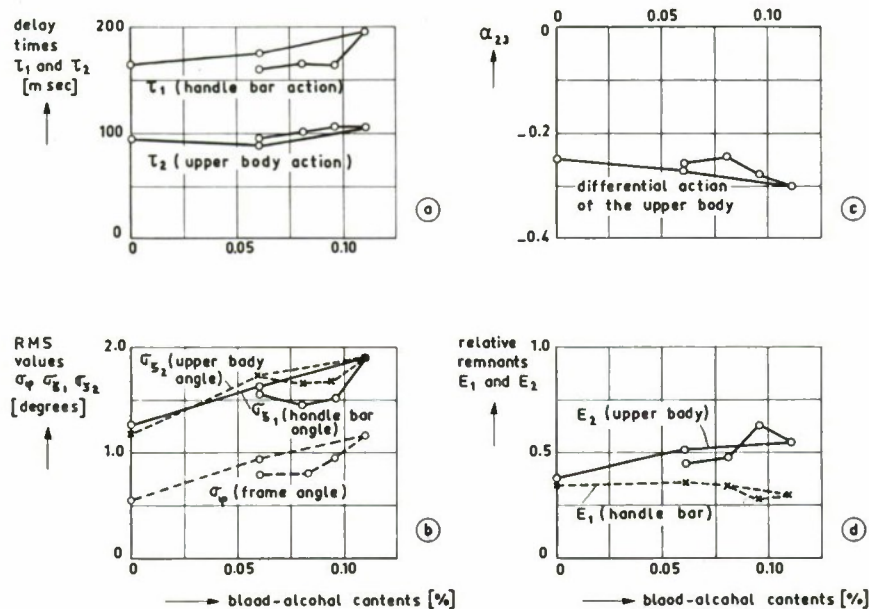 delay
times
τ₁ and τ₂
[m sec]
200
100
0
τ₁ (handle bar action)
τ₂ (upper body action)
0
0.05
0.10
a
0
0.05
0.10
α₂₃
0
-0.2
-0.4
differential action
of the upper body
c
RMS
values
σφ σξ₁ σξ₂
[degrees]
2.0
1.0
0
σξ₂ (upper body
angle)
σξ₁ (handle bar
angle)
σφ (frame angle)
b
0
0.05
0.10
blood-alcohol contents [%]
relative
remnants
E₁ and E₂
1.0
0.5
0
E₂ (upper body)
E₁ (handle bar)
d
0
0.05
0.10
blood-alcohol contents [%]